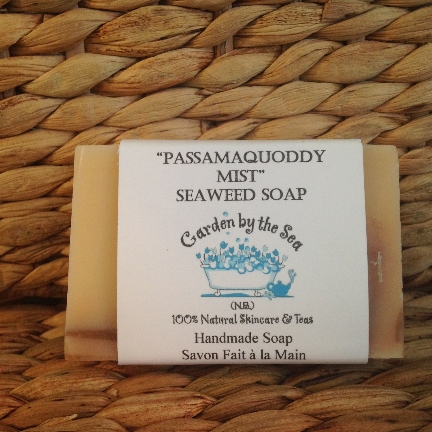 "PASSAMAQUODDY
MIST"
SEAWEED SOAP
Garden by the Sea
(N.B.)
100% Natural Skincare & Teas
Handmade Soap
Savon Fait à la Main